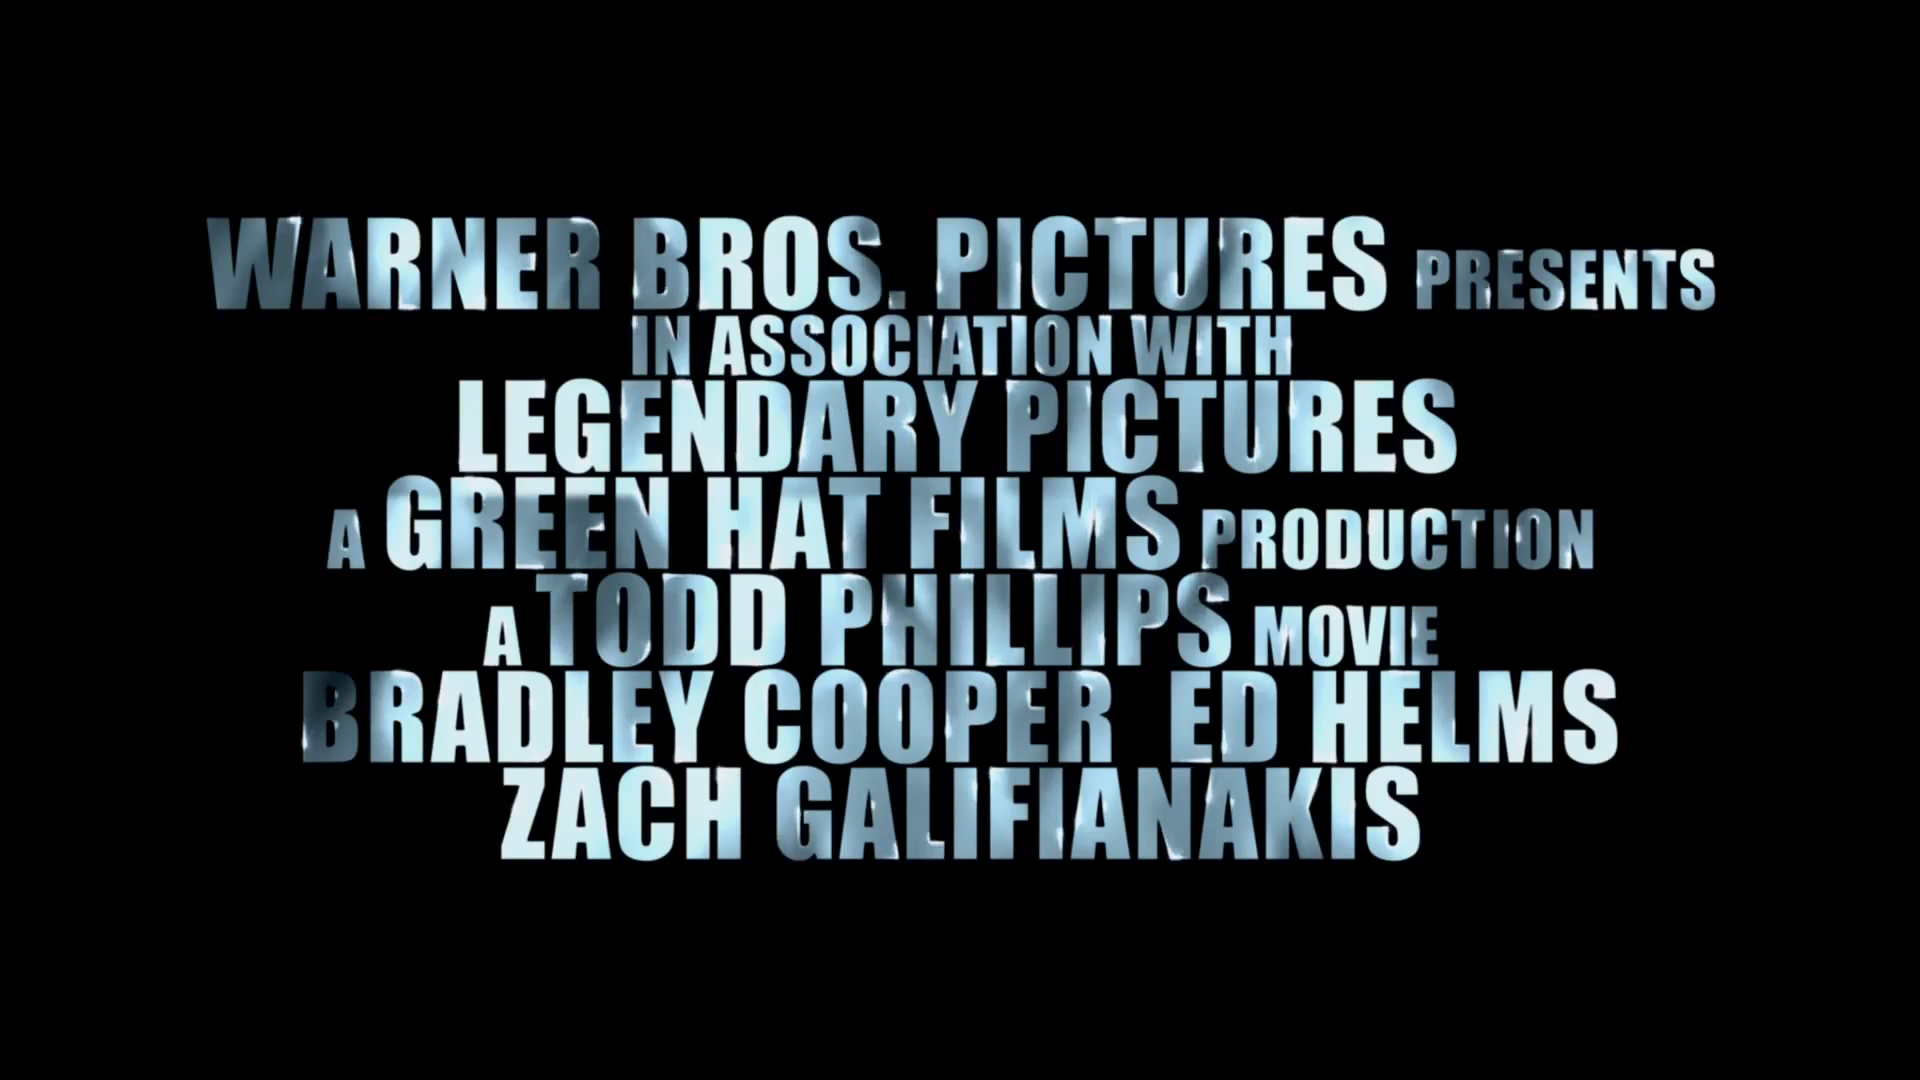 WARNER BROS. PICTURES PRESENTS
IN ASSOCIATION WITH
LEGENDARY PICTURES
A GREEN HAT FILMS PRODUCTION
A TODD PHILLIPS MOVIE
BRADLEY COOPER ED HELMS
ZACH GALIFIANAKIS